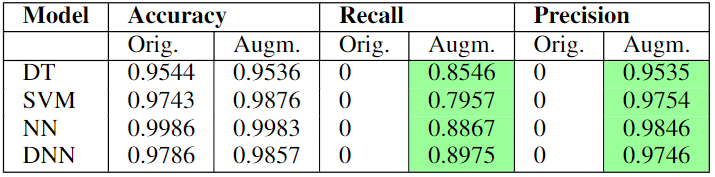 Model Accuracy Recall Precision
Orig. Augm. Orig. Augm. Orig. Augm.
DT 0.9544 0.9536 0 0.8546 0 0.9535
SVM 0.9743 0.9876 0 0.7957 0 0.9754
NN 0.9986 0.9983 0 0.8867 0 0.9846
DNN 0.9786 0.9857 0 0.8975 0 0.9746